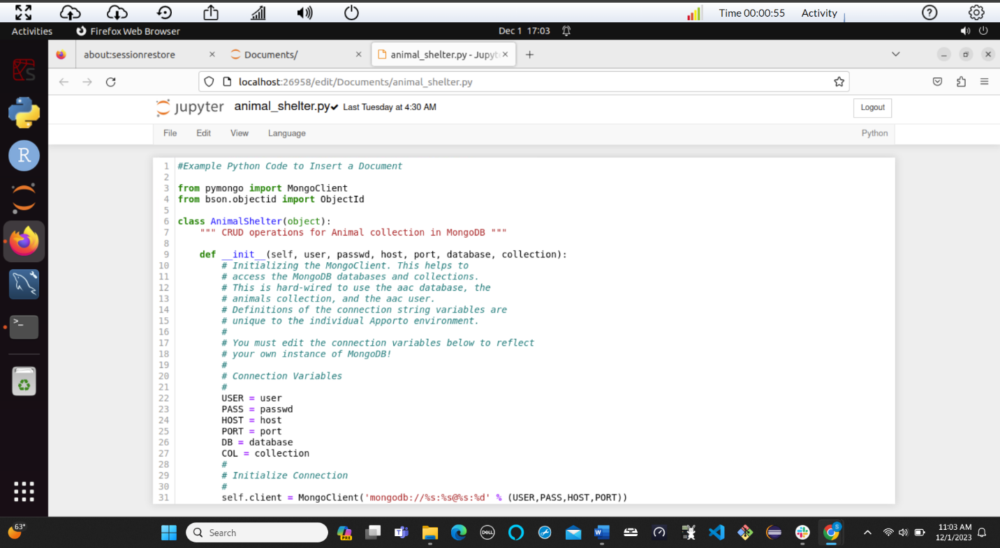 Time 00:00:55 Activity
Activities Firefox Web Browser Dec 1 17:03
about:sessionrestore Documents/ animal_shelter.py - Jupyt
localhost:26958/edit/Documents/animal_shelter.py
jupyter animal_shelter.py Last Tuesday at 4:30 AM Logout
File Edit View Language Python
1 #Example Python Code to Insert a Document
2
3 from pymongo import MongoClient
4 from bson.objectid import ObjectId
5
6 class AnimalShelter(object):
7     """ CRUD operations for Animal collection in MongoDB """
8
9     def __init__(self, user, passwd, host, port, database, collection):
10         # Initializing the MongoClient. This helps to
11         # access the MongoDB databases and collections.
12         # This is hard-wired to use the aac database, the
13         # animals collection, and the aac user.
14         # Definitions of the connection string variables are
15         # unique to the individual Apporto environment.
16         #
17         # You must edit the connection variables below to reflect
18         # your own instance of MongoDB!
19         #
20         # Connection Variables
21         #
22         USER = user
23         PASS = passwd
24         HOST = host
25         PORT = port
26         DB = database
27         COL = collection
28         #
29         # Initialize Connection
30         #
31         self.client = MongoClient('mongodb://%s:%s@%s:%d' % (USER,PASS,HOST,PORT))
R
63°
Search
PRE
DELL
W
S
11:03 AM
12/1/2023